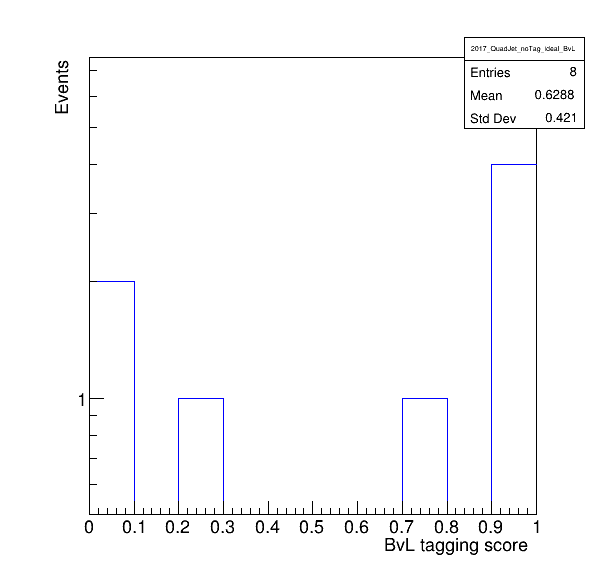 2017_QuadJet_noTag_ideal_BvL
Entries 8
Mean 0.6288
Std Dev 0.421
Events
1
0 0.1 0.2 0.3 0.4 0.5 0.6 0.7 0.8 0.9 1
BvL tagging score